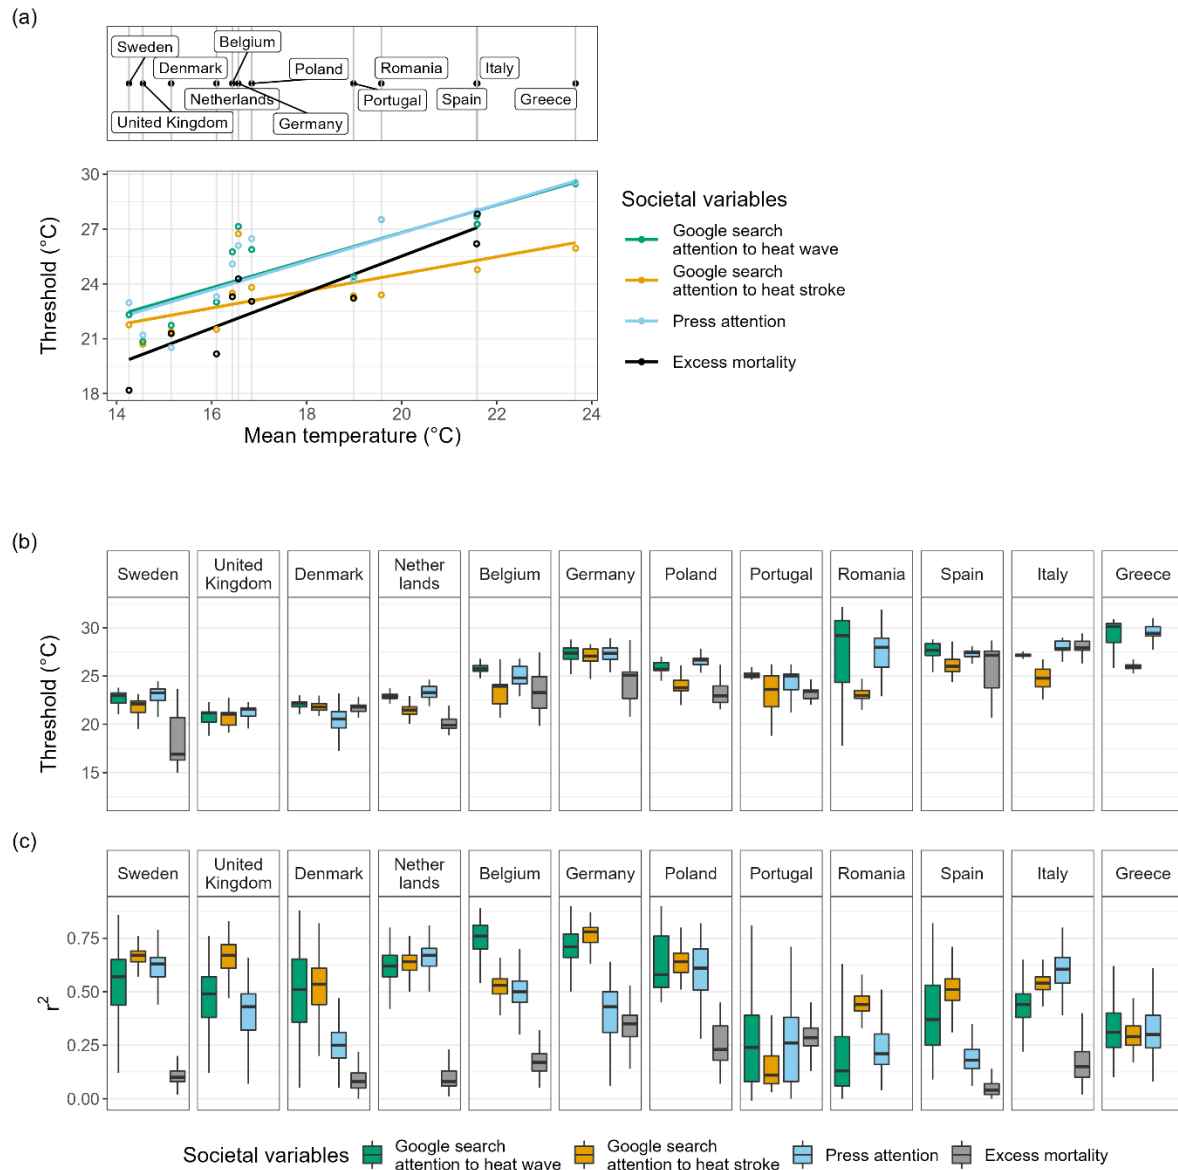 (a)
Sweden
Belgium
Denmark
Poland
Romania
Italy
Netherlands
Portugal
Spain
Greece
United Kingdom
Germany
30
27
24
21
18
Threshold (°C)
14
16
18
20
22
24
Mean temperature (°C)
Societal variables
Google search
attention to heat wave
Google search
attention to heat stroke
Press attention
Excess mortality
(b)
Sweden
United
Kingdom
Denmark
Nether
lands
Belgium
Germany
Poland
Portugal
Romania
Spain
Italy
Greece
30
25
20
15
Threshold (°C)
(c)
Sweden
United
Kingdom
Denmark
Nether
lands
Belgium
Germany
Poland
Portugal
Romania
Spain
Italy
Greece
0.75
0.50
0.25
0.00
r²
Societal variables
Google search
attention to heat wave
Google search
attention to heat stroke
Press attention
Excess mortality